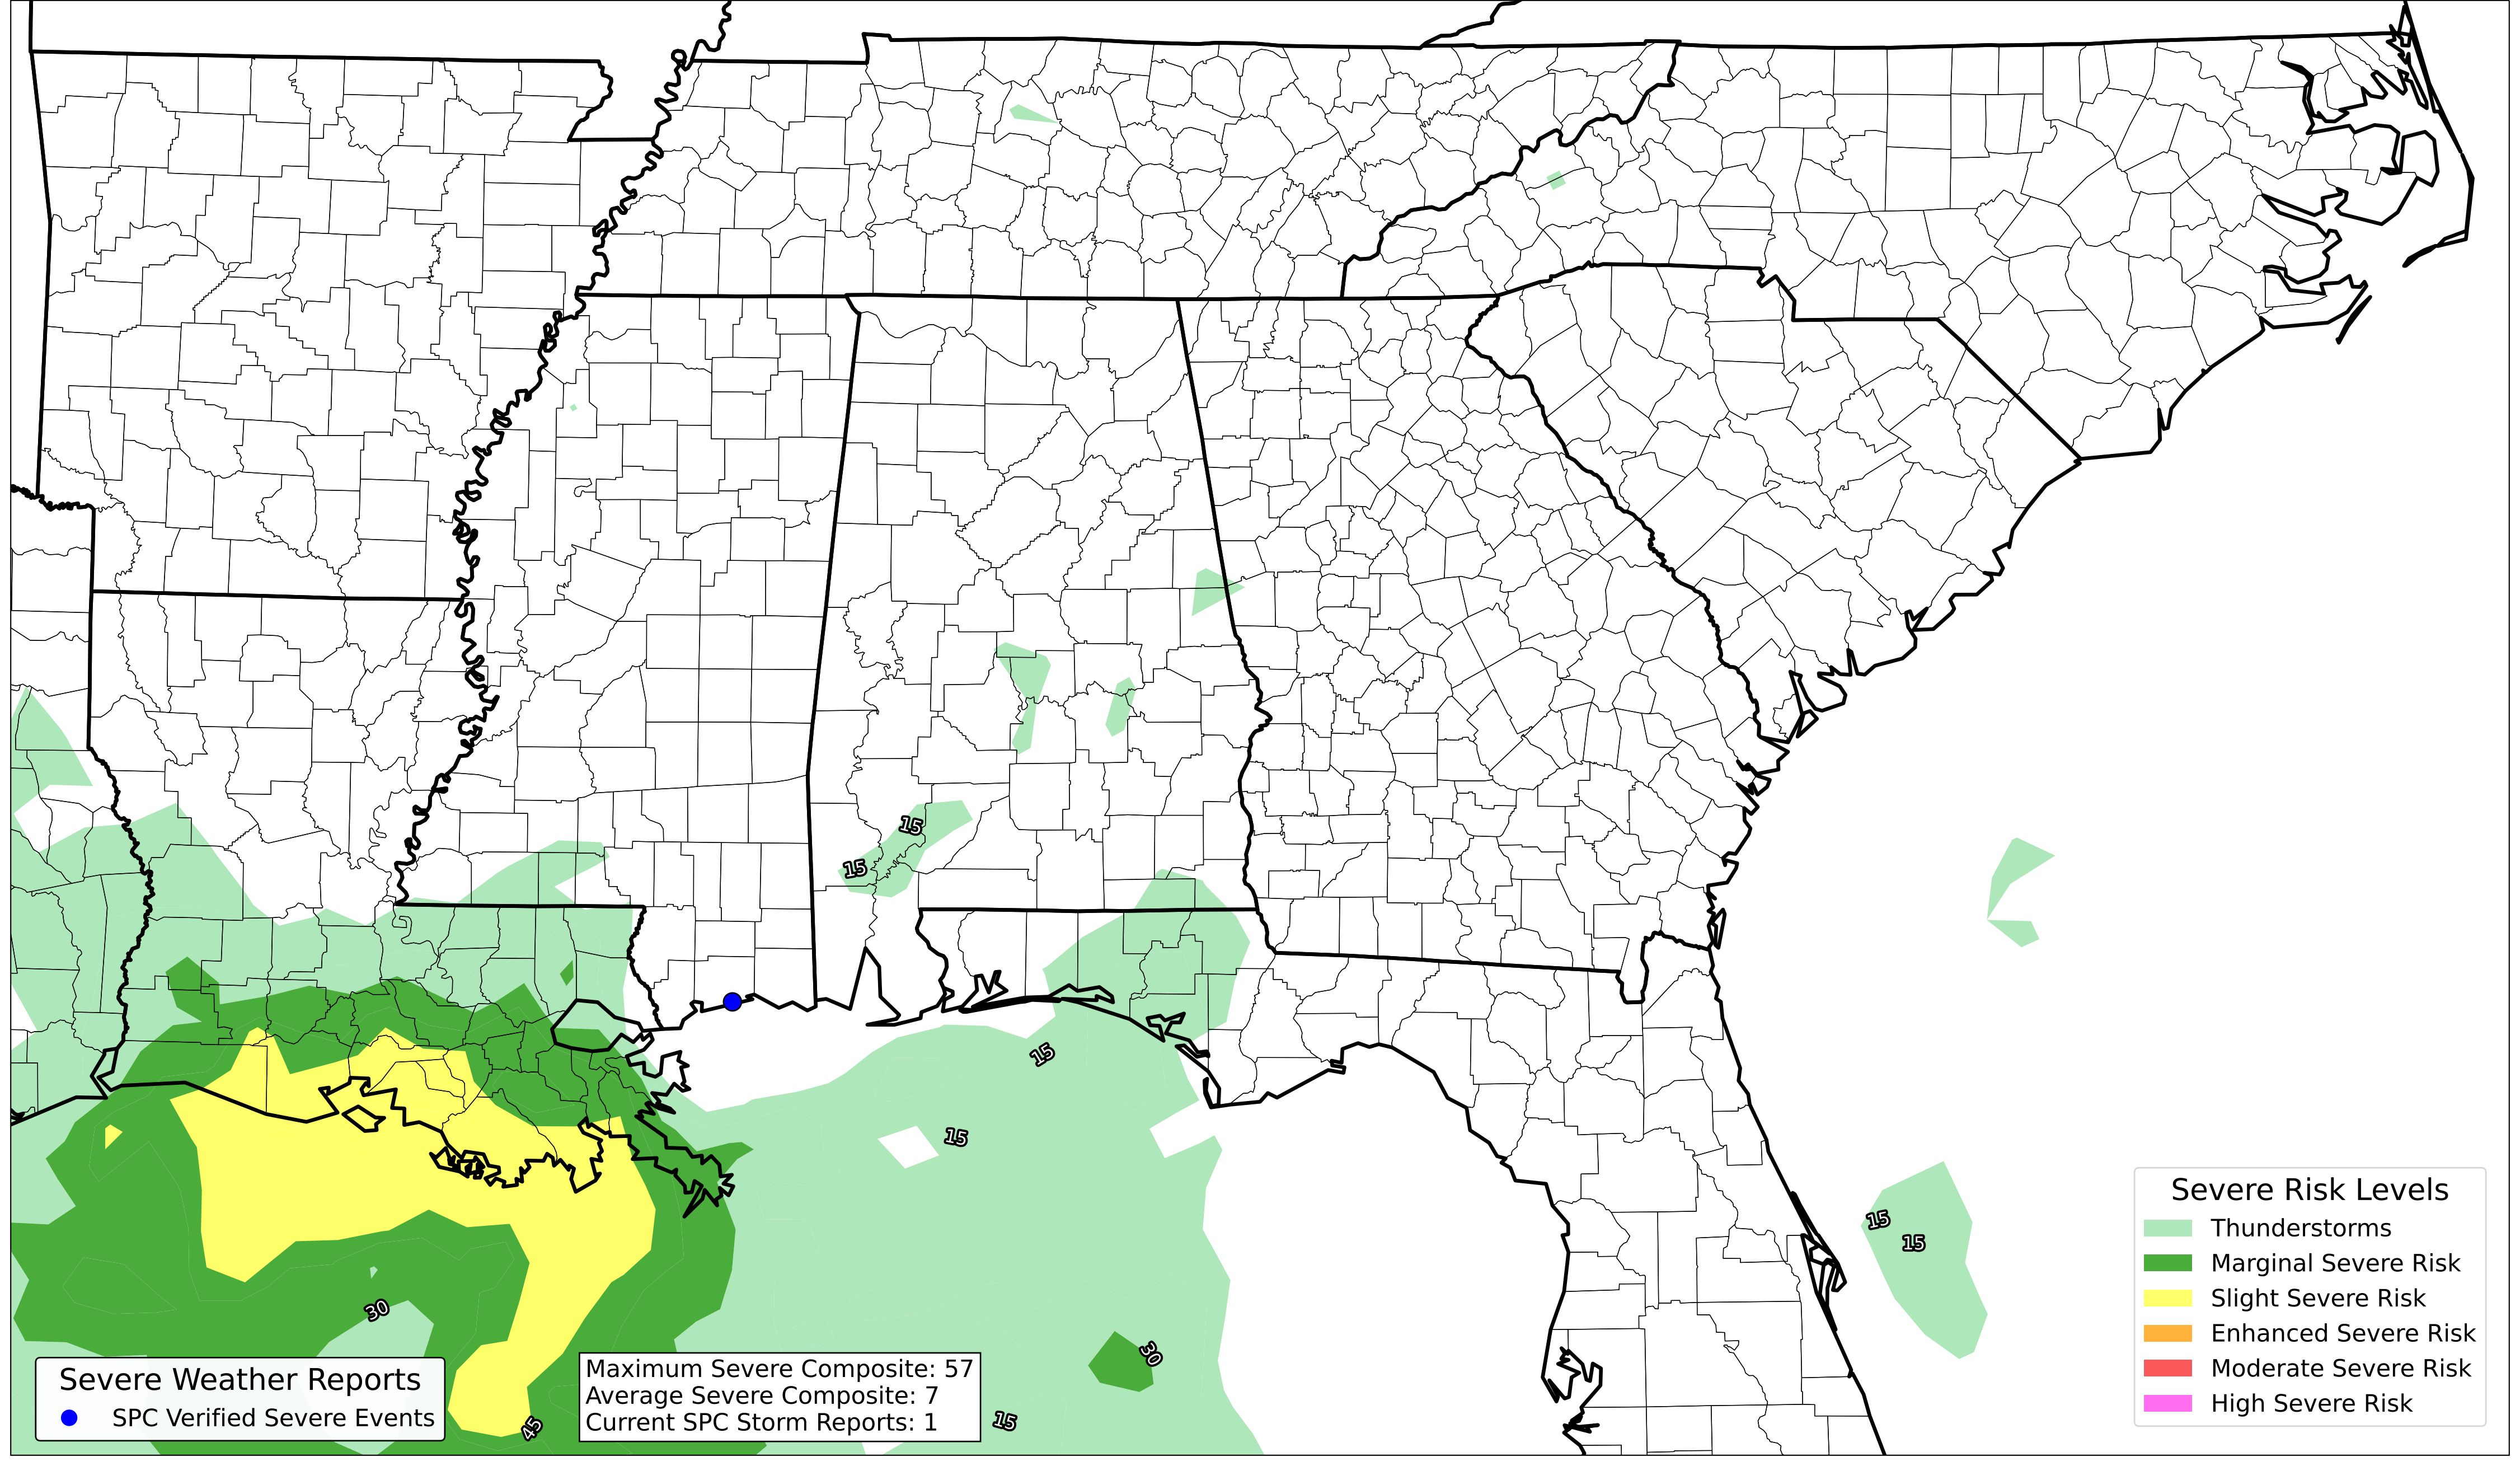 15
15
15
15
15
15
30
30
45
15
Severe Weather Reports
SPC Verified Severe Events
Maximum Severe Composite: 57
Average Severe Composite: 7
Current SPC Storm Reports: 1
Severe Risk Levels
Thunderstorms
Marginal Severe Risk
Slight Severe Risk
Enhanced Severe Risk
Moderate Severe Risk
High Severe Risk